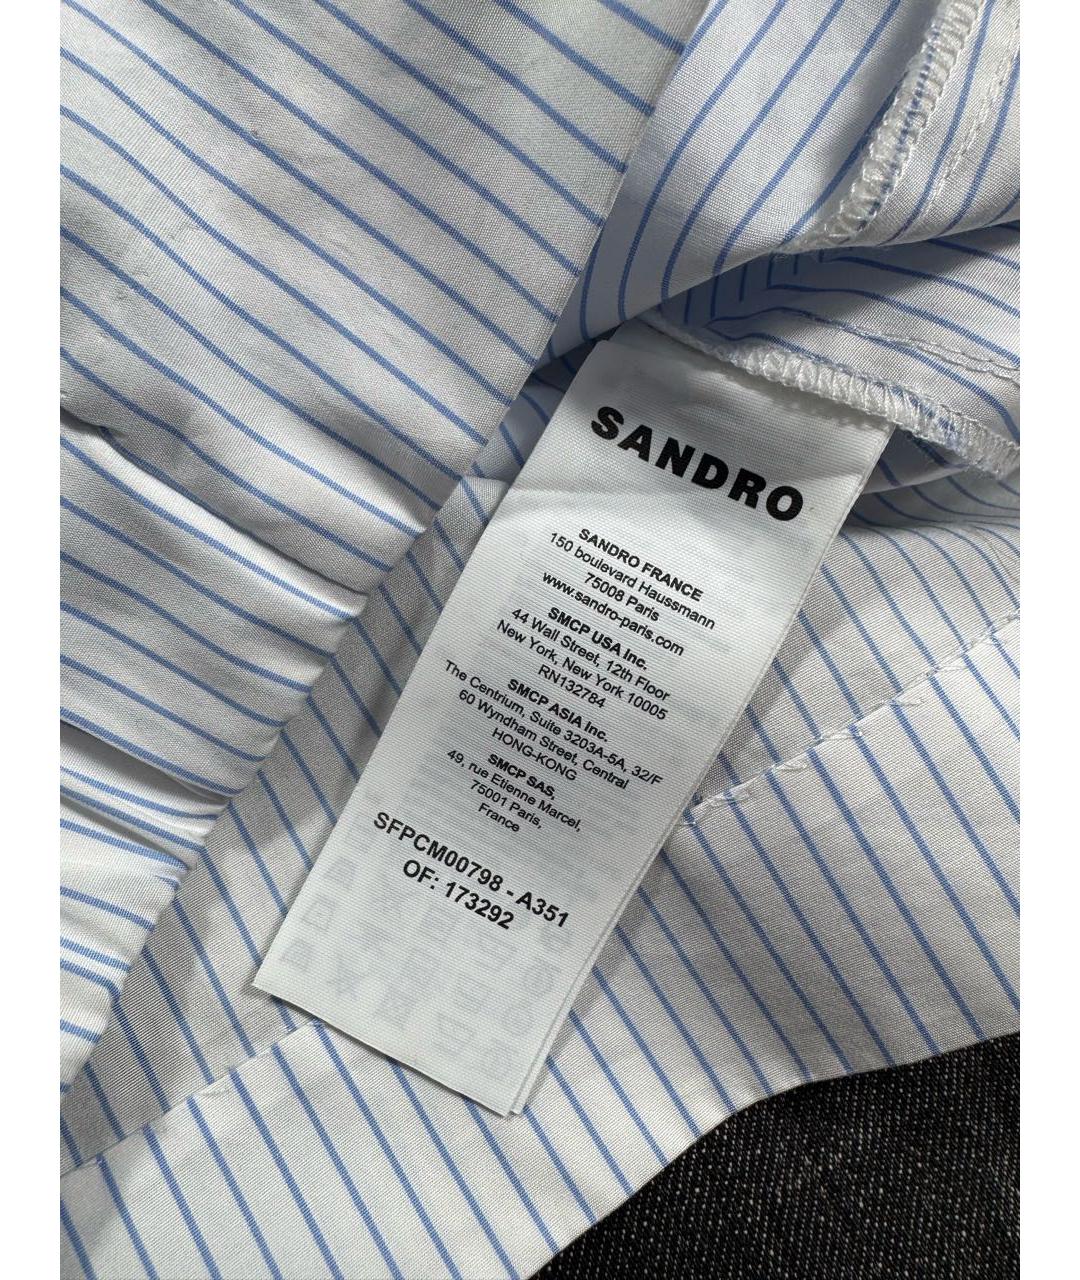 SANDRO
SANDRO FRANCE
150 boulevard Haussmann
75008 Paris
www.sandro-paris.com
SMCP USA Inc.
44 Wall Street, 12th Floor
New York, New York 10005
RN132784
SMCP ASIA Inc.
The Centrium, Suite 3203A-5A, 32/F
60 Wyndham Street, Central
HONG-KONG
SMCP SAS,
49, rue Etienne Marcel,
75001 Paris,
France
SFPCM00798 - A351
OF: 173292